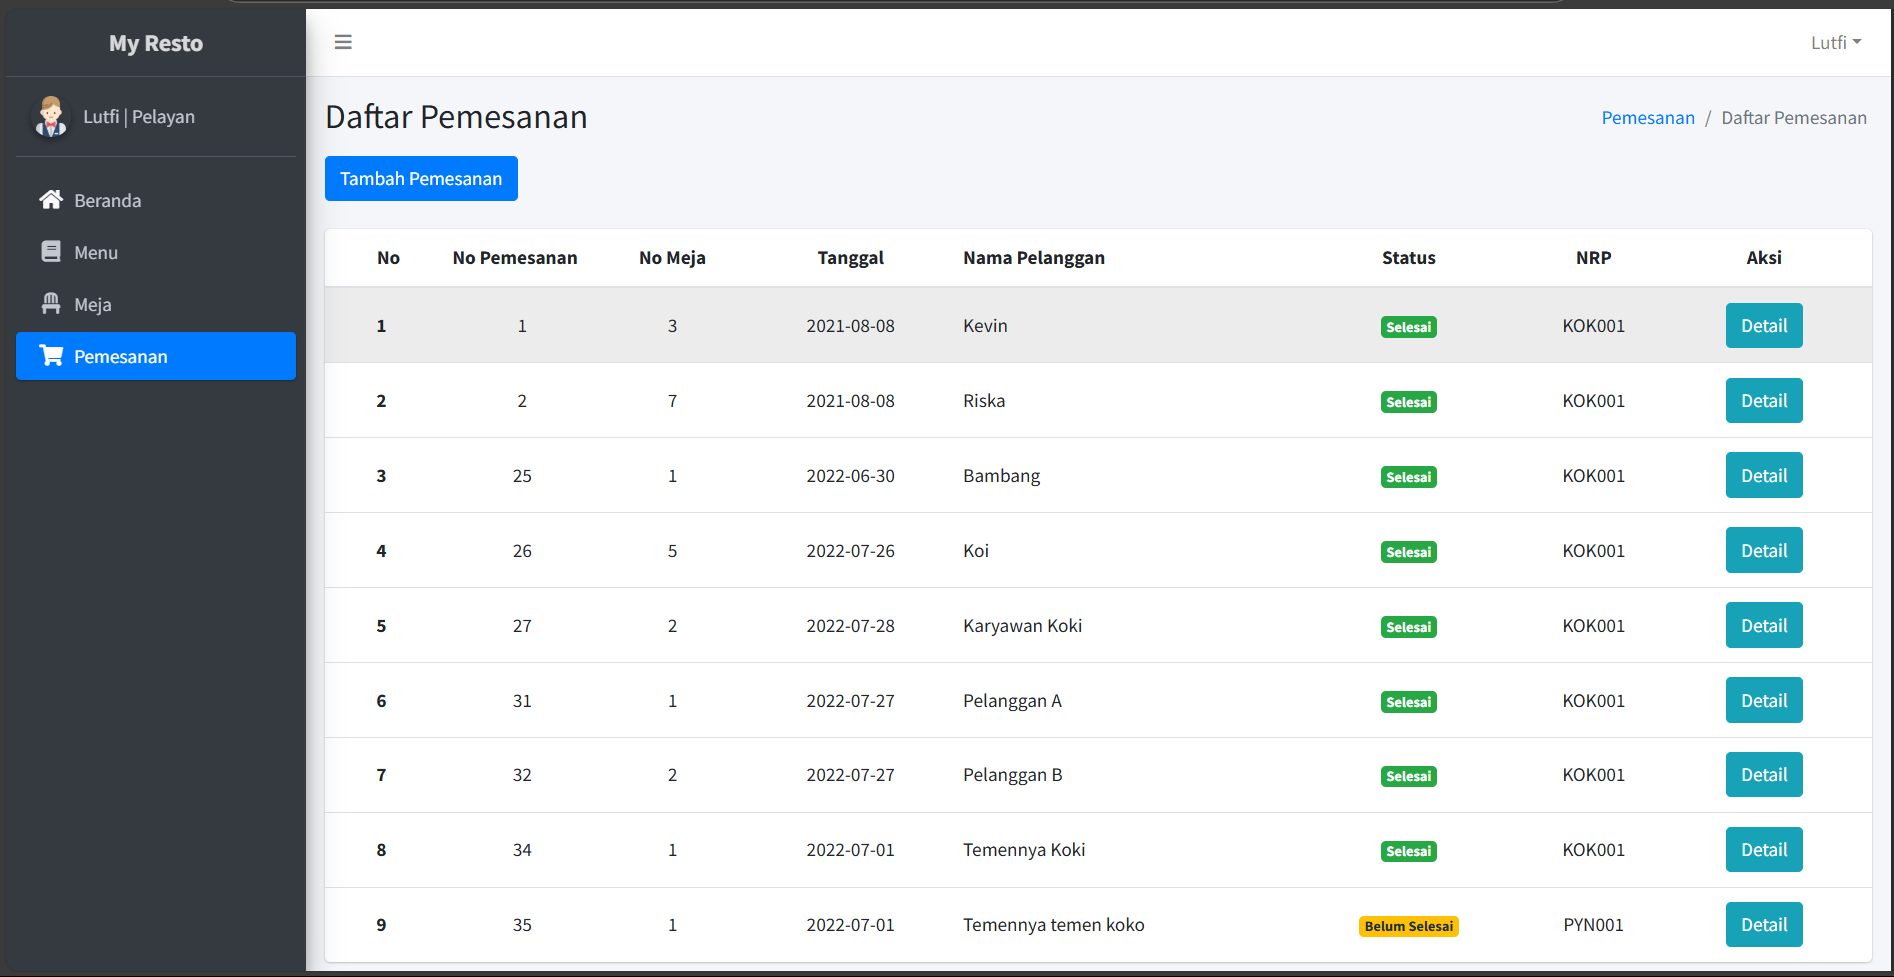 My Resto
Lutfi
Lutfi | Pelayan
Beranda
Menu
Meja
Pemesanan
Daftar Pemesanan
Pemesanan / Daftar Pemesanan
Tambah Pemesanan
No No Pemesanan No Meja Tanggal Nama Pelanggan Status NRP Aksi
1 1 3 2021-08-08 Kevin Selesai KOK001 Detail
2 2 7 2021-08-08 Riska Selesai KOK001 Detail
3 25 1 2022-06-30 Bambang Selesai KOK001 Detail
4 26 5 2022-07-26 Koi Selesai KOK001 Detail
5 27 2 2022-07-28 Karyawan Koki Selesai KOK001 Detail
6 31 1 2022-07-27 Pelanggan A Selesai KOK001 Detail
7 32 2 2022-07-27 Pelanggan B Selesai KOK001 Detail
8 34 1 2022-07-01 Temennya Koki Selesai KOK001 Detail
9 35 1 2022-07-01 Temennya temen koko Belum Selesai PYN001 Detail